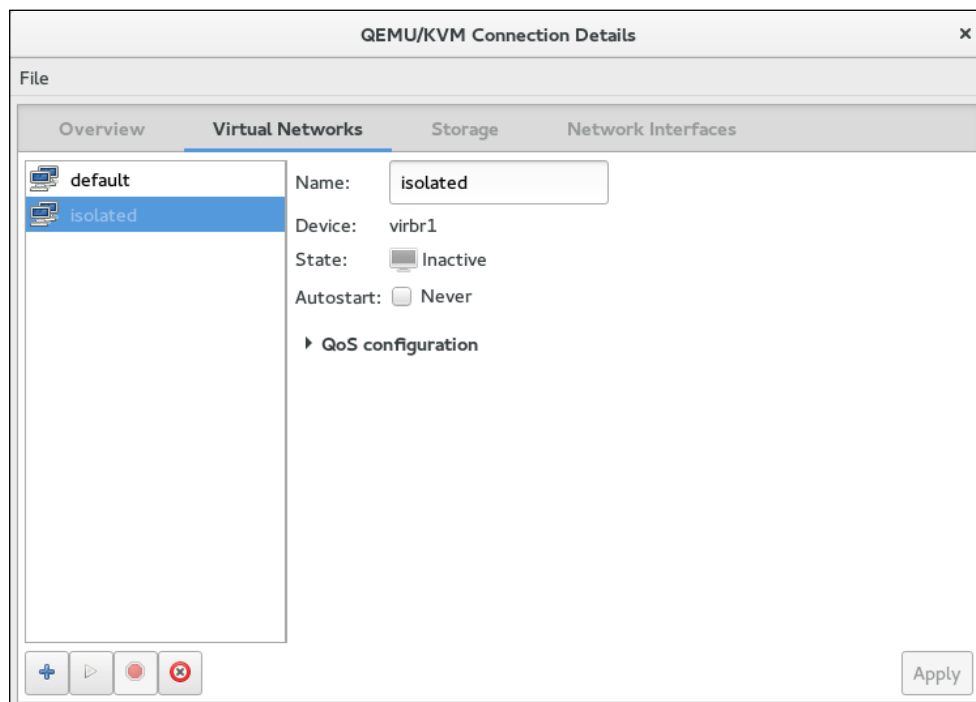 QEMU/KVM Connection Details
File
Overview Virtual Networks Storage Network Interfaces
default
isolated
Name: isolated
Device: virbr1
State: Inactive
Autostart: Never
QoS configuration
Apply